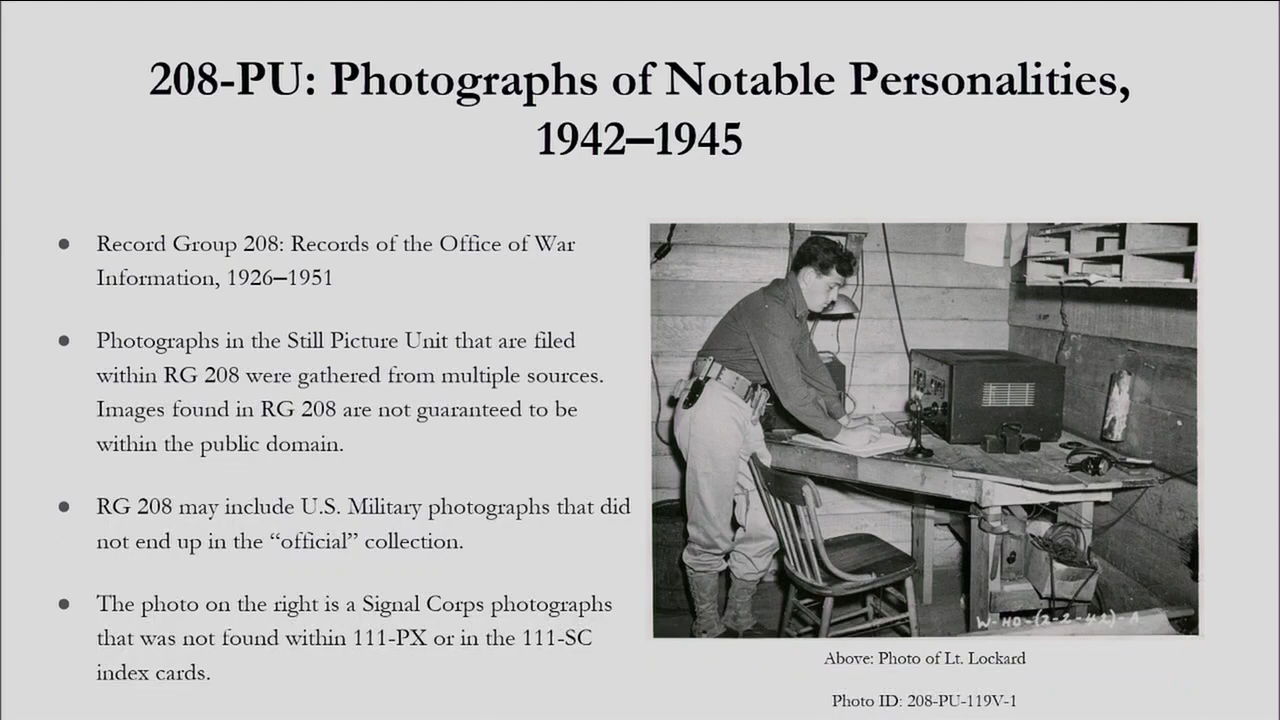 208-PU: Photographs of Notable Personalities,
1942–1945
● Record Group 208: Records of the Office of War
Information, 1926–1951
● Photographs in the Still Picture Unit that are filed
within RG 208 were gathered from multiple sources.
Images found in RG 208 are not guaranteed to be
within the public domain.
● RG 208 may include U.S. Military photographs that did
not end up in the “official” collection.
● The photo on the right is a Signal Corps photographs
that was not found within 111-PX or in the 111-SC
index cards.
W-HO-(2-2-42)-A
Above: Photo of Lt. Lockard
Photo ID: 208-PU-119V-1